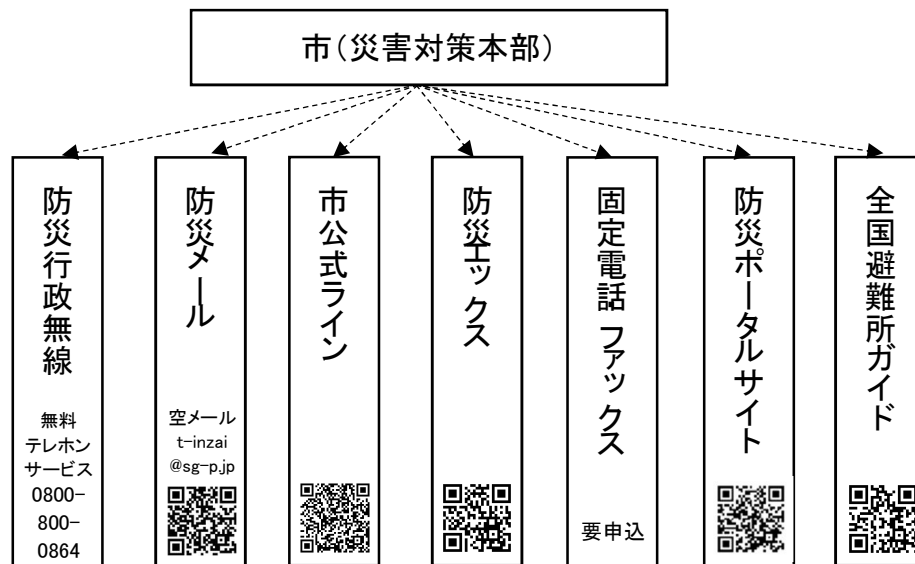 市(災害対策本部)
防災行政無線
無料
テレホン
サービス
0800-
800-
0864
防災メール
空メール
t-inzai
@sg-p.jp
市公式ライン
防災エックス
固定電話 ファックス
要申込
防災ポータルサイト
全国避難所ガイド